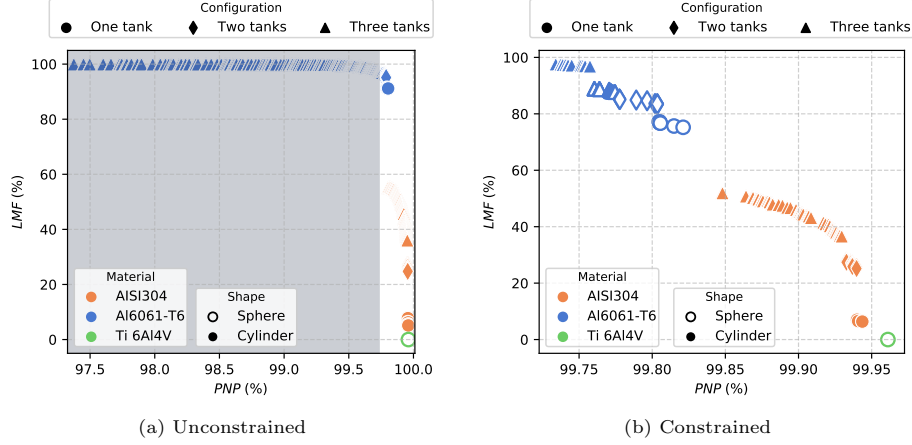 Configuration
One tank Two tanks Three tanks
LMF (%)
100
80
60
40
20
0
Material
AISI304
Al6061-T6
Ti 6Al4V
Shape
Sphere
Cylinder
97.5 98.0 98.5 99.0 99.5 100.0
PNP (%)
(a) Unconstrained
Configuration
One tank Two tanks Three tanks
LMF (%)
100
80
60
40
20
0
Material
AISI304
Al6061-T6
Ti 6Al4V
Shape
Sphere
Cylinder
99.75 99.80 99.85 99.90 99.95
PNP (%)
(b) Constrained